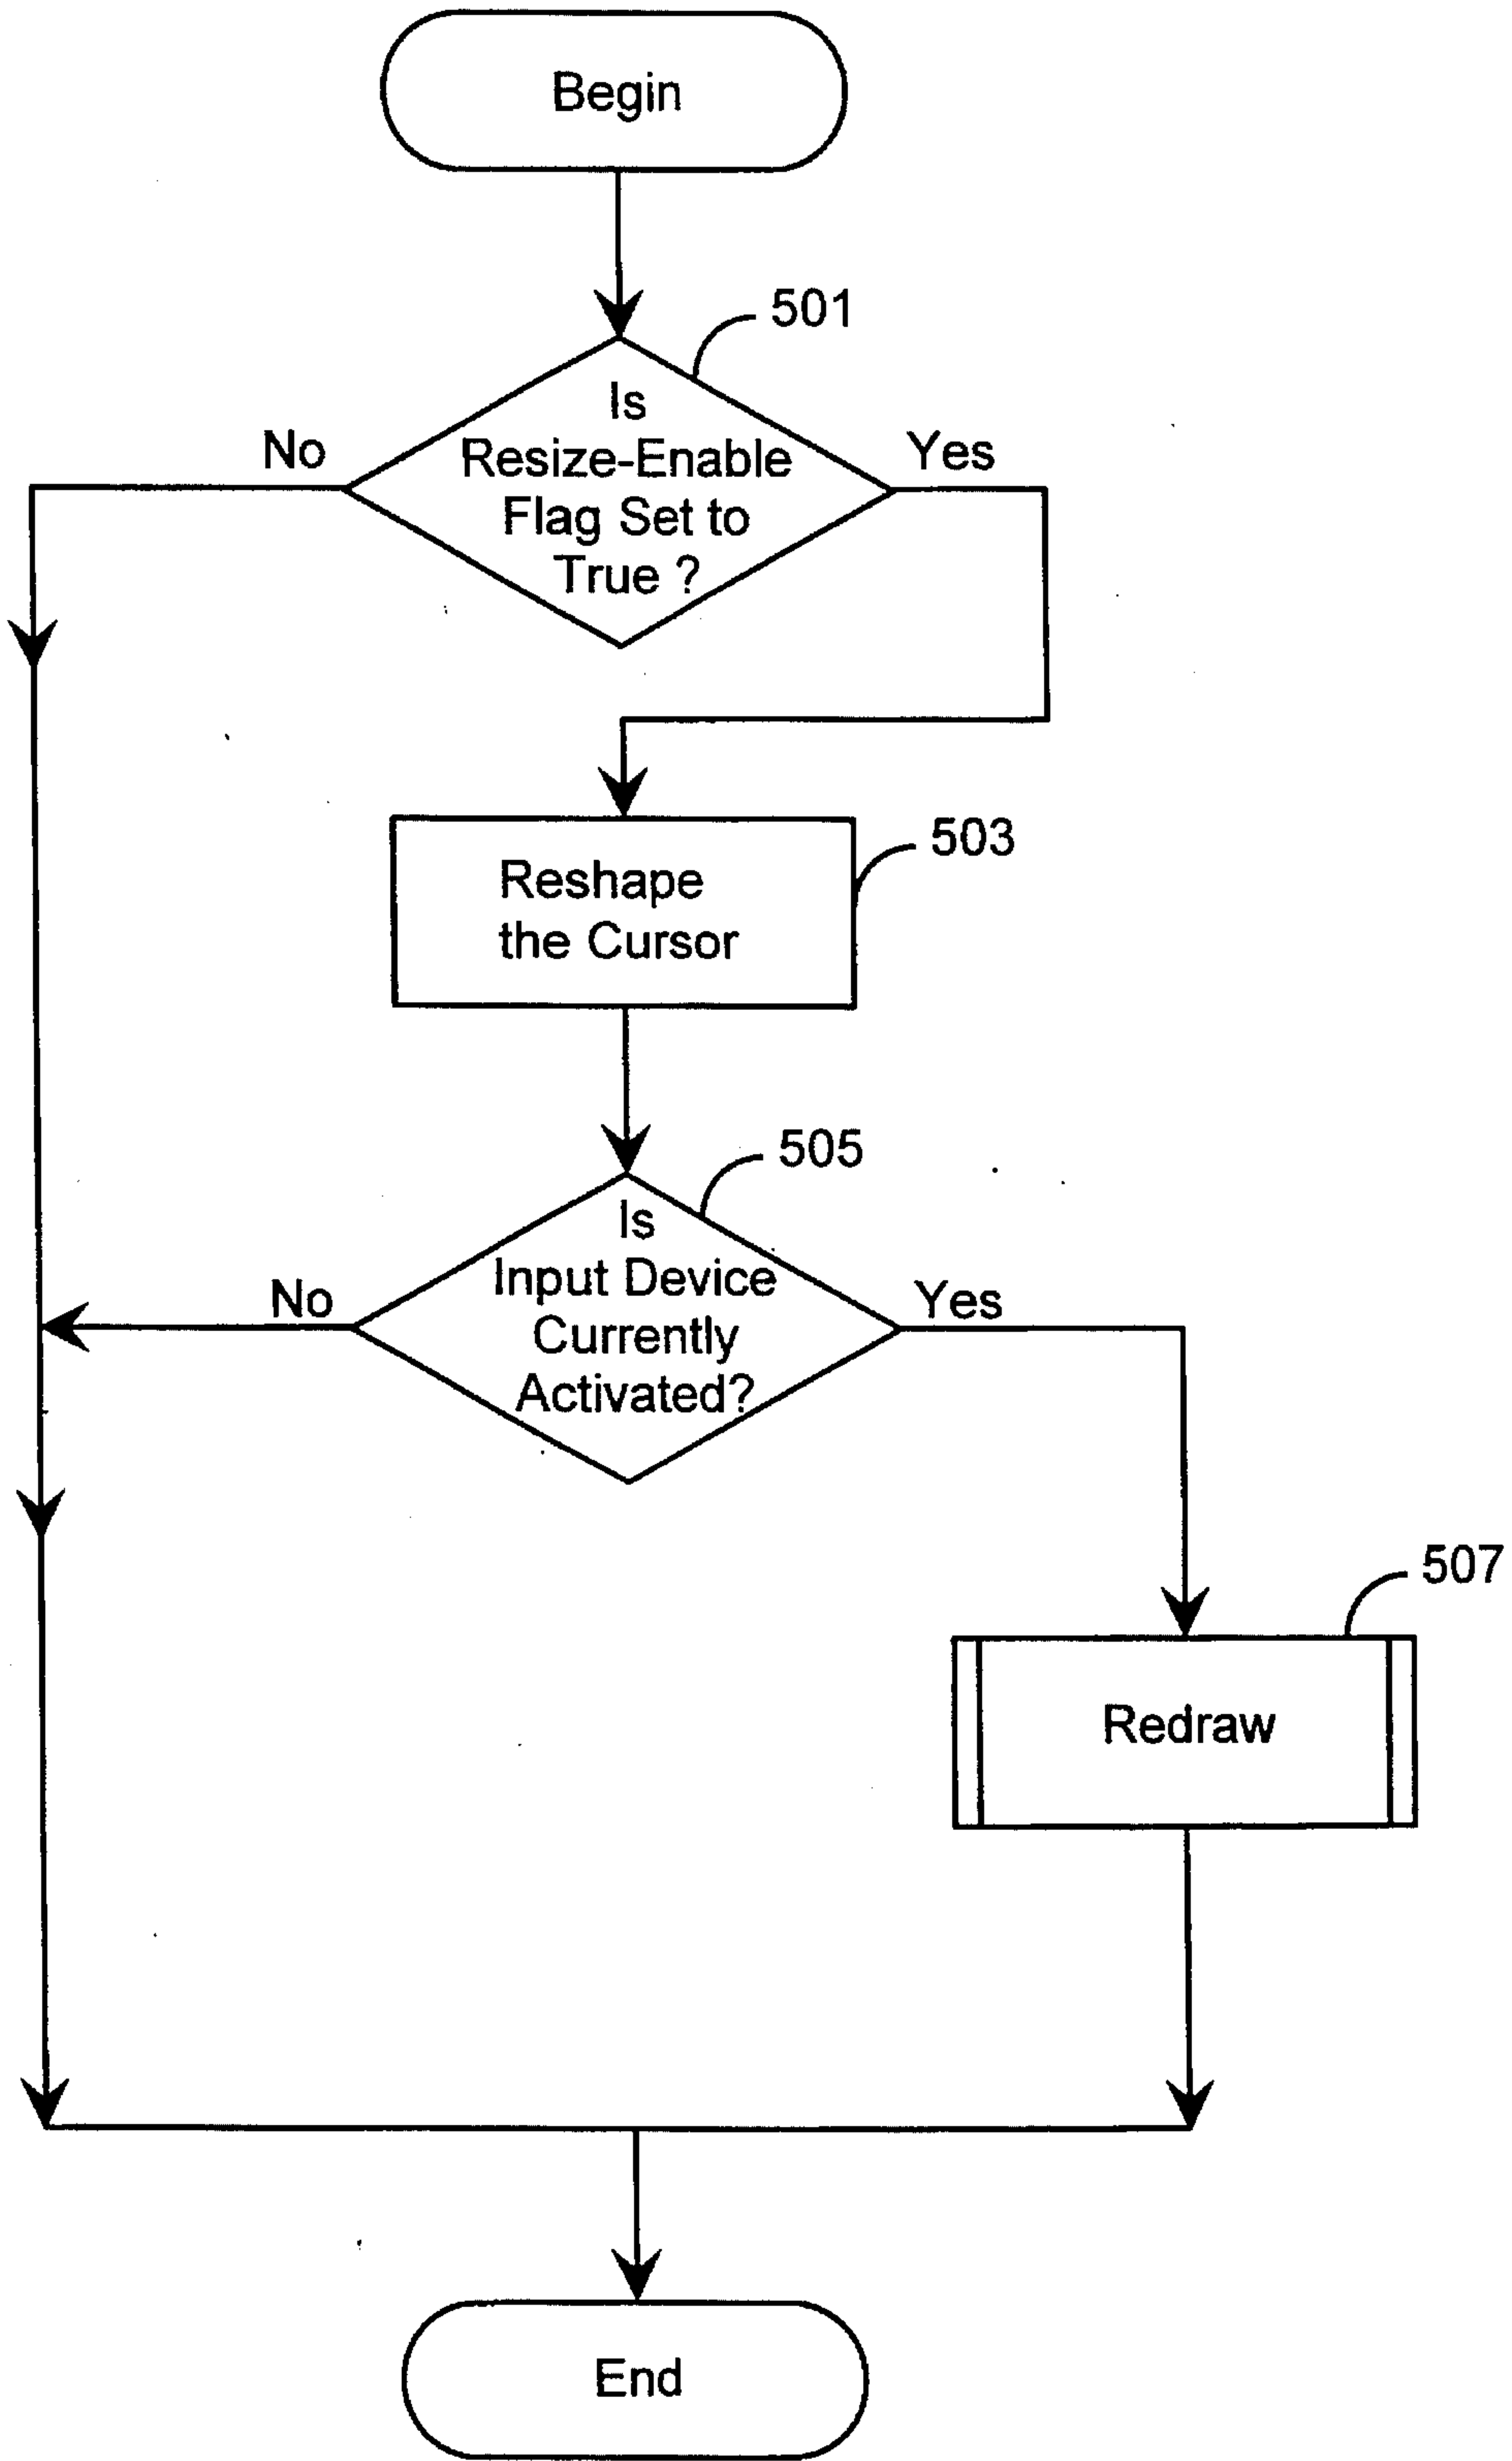 Begin
501
Is
Resize-Enable
Flag Set to
True ?
No
Yes
503
Reshape
the Cursor
505
Is
Input Device
Currently
Activated?
No
Yes
507
Redraw
End